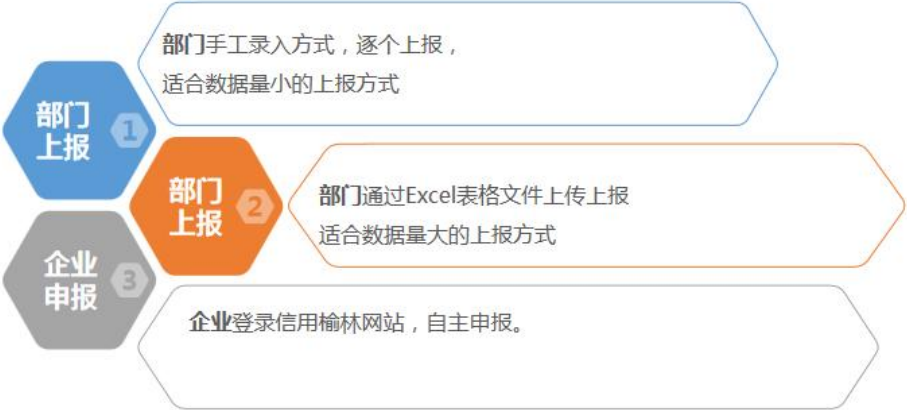 部门
上报
1
部门手工录入方式，逐个上报，
适合数据量小的上报方式
部门
上报
2
部门通过Excel表格文件上传上报
适合数据量大的上报方式
企业
申报
3
企业登录信用榆林网站，自主申报。